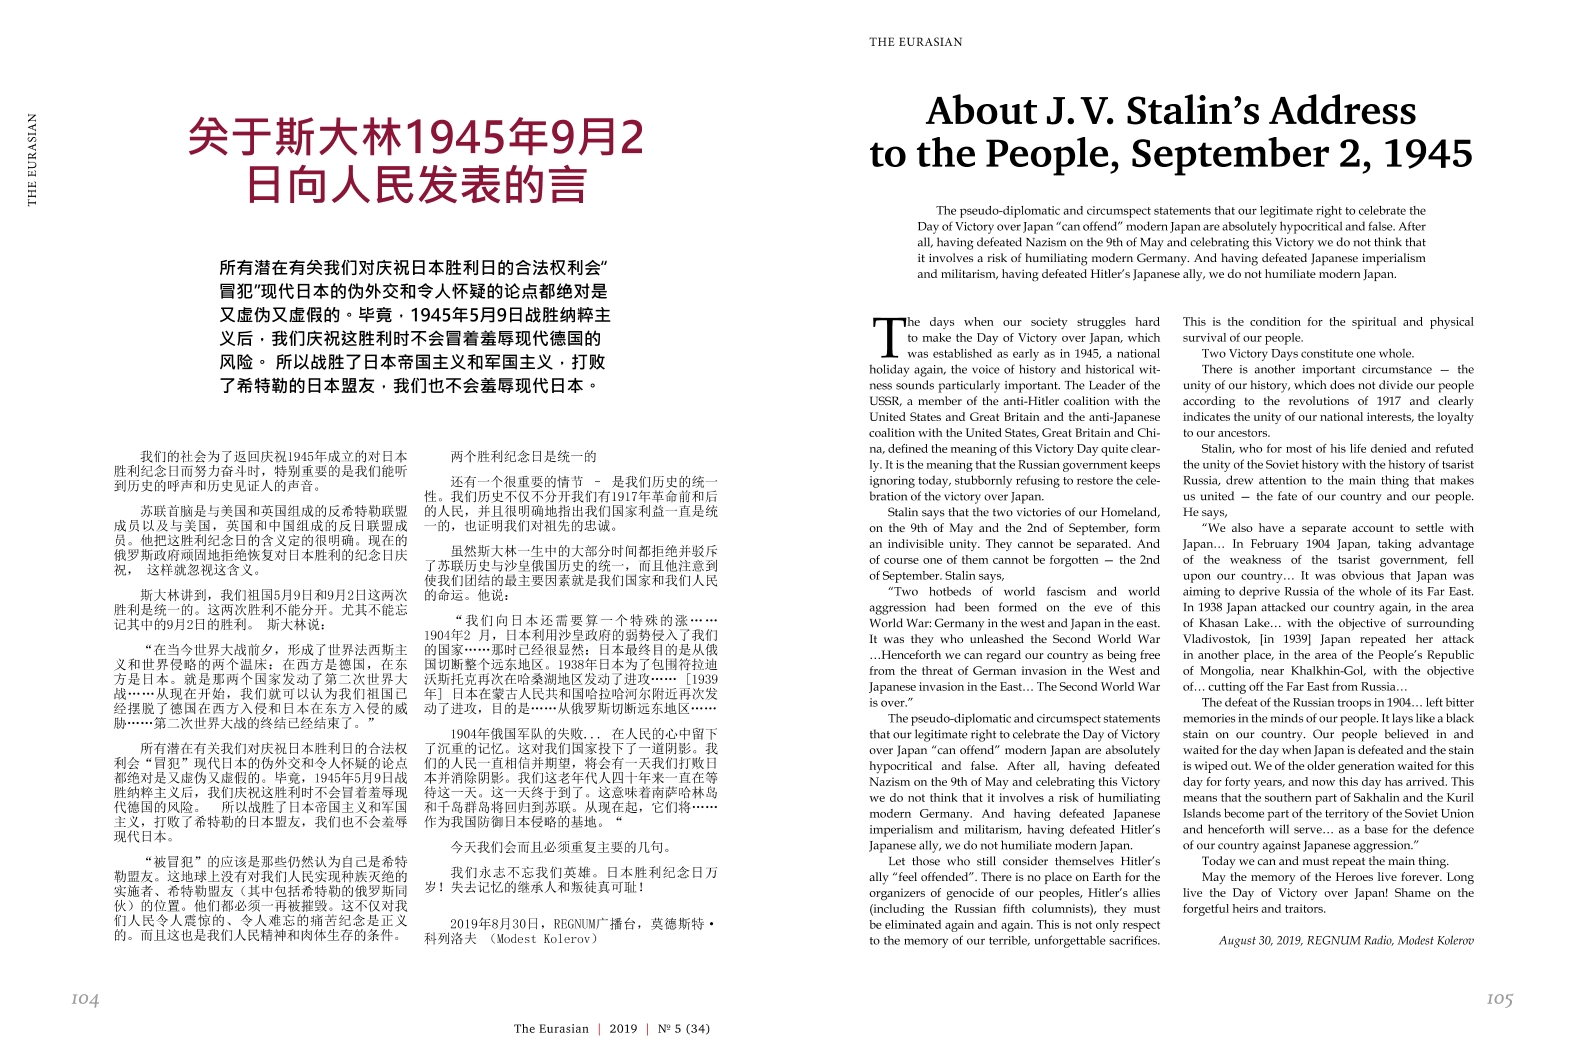 THE EURASIAN
关于斯大林1945年9月2
日向人民发表的言
所有潜在有关我们对庆祝日本胜利日的合法权利会“
冒犯”现代日本的伪外交和令人怀疑的论点都绝对是
又虚伪又虚假的。毕竟，1945年5月9日战胜纳粹主
义后，我们庆祝这胜利时不会冒着羞辱现代德国的
风险。 所以战胜了日本帝国主义和军国主义，打败
了希特勒的日本盟友，我们也不会羞辱现代日本。
我们的社会为了返回庆祝1945年成立的对日本
胜利纪念日而努力奋斗时，特别重要的是我们能听
到历史的呼声和历史见证人的声音。
苏联首脑是与美国和英国组成的反希特勒联盟
成员以及与美国，英国和中国组成的反日联盟成
员。他把这胜利纪念日的含义定的很明确。现在的
俄罗斯政府顽固地拒绝恢复对日本胜利的纪念日庆
祝， 这样就忽视这含义。
斯大林讲到，我们祖国5月9日和9月2日这两次
胜利是统一的。这两次胜利不能分开。尤其不能忘
记其中的9月2日的胜利。 斯大林说：
“在当今世界大战前夕，形成了世界法西斯主
义和世界侵略的两个温床：在西方是德国，在东
方是日本。就是那两个国家发动了第二次世界大
战……从现在开始，我们就可以认为我们祖国已
经摆脱了德国在西方入侵和日本在东方入侵的威
胁……第二次世界大战的终结已经结束了。”
所有潜在有关我们对庆祝日本胜利日的合法权
利会“冒犯”现代日本的伪外交和令人怀疑的论点
都绝对是又虚伪又虚假的。毕竟，1945年5月9日战
胜纳粹主义后，我们庆祝这胜利时不会冒着羞辱现
代德国的风险。 所以战胜了日本帝国主义和军国
主义，打败了希特勒的日本盟友，我们也不会羞辱
现代日本。
“被冒犯”的应该是那些仍然认为自己是希特
勒盟友。这地球上没有对我们人民实现种族灭绝的
实施者、希特勒盟友（其中包括希特勒的俄罗斯同
伙）的位置。他们都必须一再被摧毁。这不仅对我
们人民令人震惊的、令人难忘的痛苦纪念是正义
的。而且这也是我们人民精神和肉体生存的条件。
两个胜利纪念日是统一的
还有一个很重要的情节 – 是我们历史的统一
性。我们历史不仅不分开我们有1917年革命前和后
的人民，并且很明确地指出我们国家利益一直是统
一的，也证明我们对祖先的忠诚。
虽然斯大林一生中的大部分时间都拒绝并驳斥
了苏联历史与沙皇俄国历史的统一，而且他注意到
使我们团结的最主要因素就是我们国家和我们人民
的命运。他说：
“我们向日本还需要算一个特殊的涨……
1904年2 月，日本利用沙皇政府的弱势侵入了我们
的国家……那时已经很显然：日本最终目的是从俄
国切断整个远东地区。1938年日本为了包围符拉迪
沃斯托克再次在哈桑湖地区发动了进攻…… [1939
年] 日本在蒙古人民共和国哈拉哈河尔附近再次发
动了进攻，目的是……从俄罗斯切断远东地区……
1904年俄国军队的失败... 在人民的心中留下
了沉重的记忆。这对我们国家投下了一道阴影。我
们的人民一直相信并期望，将会有一天我们打败日
本并消除阴影。我们这老年代人四十年来一直在等
待这一天。这一天终于到了。这意味着南萨哈林岛
和千岛群岛将回归到苏联。从现在起，它们将……
作为我国防御日本侵略的基地。“
今天我们会而且必须重复主要的几句。
我们永志不忘我们英雄。日本胜利纪念日万
岁！失去记忆的继承人和叛徒真可耻！
2019年8月30日，REGNUM广播台，莫德斯特·
科列洛夫 （Modest Kolerov）
104
The Eurasian | 2019 | № 5 (34)
THE EURASIAN
About J. V. Stalin’s Address
to the People, September 2, 1945
The pseudo-diplomatic and circumspect statements that our legitimate right to celebrate the
Day of Victory over Japan “can offend” modern Japan are absolutely hypocritical and false. After
all, having defeated Nazism on the 9th of May and celebrating this Victory we do not think that
it involves a risk of humiliating modern Germany. And having defeated Japanese imperialism
and militarism, having defeated Hitler’s Japanese ally, we do not humiliate modern Japan.
The days when our society struggles hard
to make the Day of Victory over Japan, which
was established as early as in 1945, a national
holiday again, the voice of history and historical wit-
ness sounds particularly important. The Leader of the
USSR, a member of the anti-Hitler coalition with the
United States and Great Britain and the anti-Japanese
coalition with the United States, Great Britain and Chi-
na, defined the meaning of this Victory Day quite clear-
ly. It is the meaning that the Russian government keeps
ignoring today, stubbornly refusing to restore the cele-
bration of the victory over Japan.
Stalin says that the two victories of our Homeland,
on the 9th of May and the 2nd of September, form
an indivisible unity. They cannot be separated. And
of course one of them cannot be forgotten — the 2nd
of September. Stalin says,
“Two hotbeds of world fascism and world
aggression had been formed on the eve of this
World War: Germany in the west and Japan in the east.
It was they who unleashed the Second World War
…Henceforth we can regard our country as being free
from the threat of German invasion in the West and
Japanese invasion in the East… The Second World War
is over.”
The pseudo-diplomatic and circumspect statements
that our legitimate right to celebrate the Day of Victory
over Japan “can offend” modern Japan are absolutely
hypocritical and false. After all, having defeated
Nazism on the 9th of May and celebrating this Victory
we do not think that it involves a risk of humiliating
modern Germany. And having defeated Japanese
imperialism and militarism, having defeated Hitler’s
Japanese ally, we do not humiliate modern Japan.
Let those who still consider themselves Hitler’s
ally “feel offended”. There is no place on Earth for the
organizers of genocide of our peoples, Hitler’s allies
(including the Russian fifth columnists), they must
be eliminated again and again. This is not only respect
to the memory of our terrible, unforgettable sacrifices.
This is the condition for the spiritual and physical
survival of our people.
Two Victory Days constitute one whole.
There is another important circumstance — the
unity of our history, which does not divide our people
according to the revolutions of 1917 and clearly
indicates the unity of our national interests, the loyalty
to our ancestors.
Stalin, who for most of his life denied and refuted
the unity of the Soviet history with the history of tsarist
Russia, drew attention to the main thing that makes
us united — the fate of our country and our people.
He says,
“We also have a separate account to settle with
Japan… In February 1904 Japan, taking advantage
of the weakness of the tsarist government, fell
upon our country… It was obvious that Japan was
aiming to deprive Russia of the whole of its Far East.
In 1938 Japan attacked our country again, in the area
of Khasan Lake… with the objective of surrounding
Vladivostok, [in 1939] Japan repeated her attack
in another place, in the area of the People’s Republic
of Mongolia, near Khalkhin-Gol, with the objective
of… cutting off the Far East from Russia…
The defeat of the Russian troops in 1904… left bitter
memories in the minds of our people. It lays like a black
stain on our country. Our people believed in and
waited for the day when Japan is defeated and the stain
is wiped out. We of the older generation waited for this
day for forty years, and now this day has arrived. This
means that the southern part of Sakhalin and the Kuril
Islands become part of the territory of the Soviet Union
and henceforth will serve… as a base for the defence
of our country against Japanese aggression.”
Today we can and must repeat the main thing.
May the memory of the Heroes live forever. Long
live the Day of Victory over Japan! Shame on the
forgetful heirs and traitors.
August 30, 2019, REGNUM Radio, Modest Kolerov
105